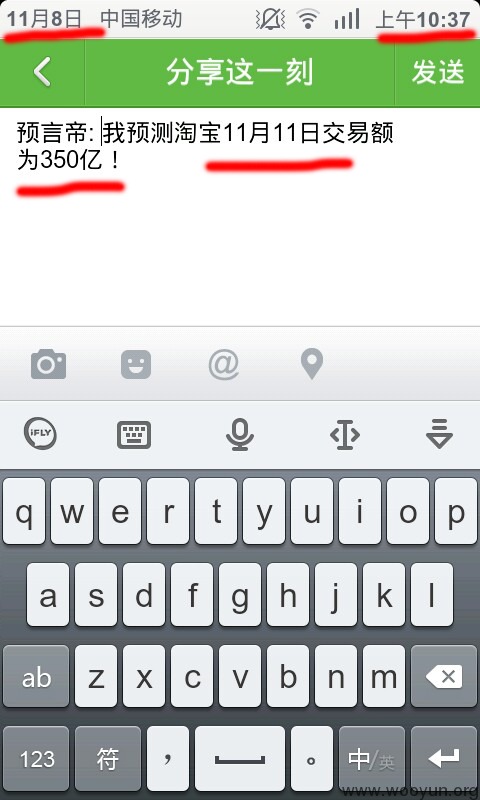 11月8日 中国移动 上午10:37
分享这一刻 发送
预言帝: 我预测淘宝11月11日交易额
为350亿！
@
iFLY
q w e r t y u i o p
a s d f g h j k l
ab z x c v b n m
123 符 ， 。 中/英
www.wooyun.org